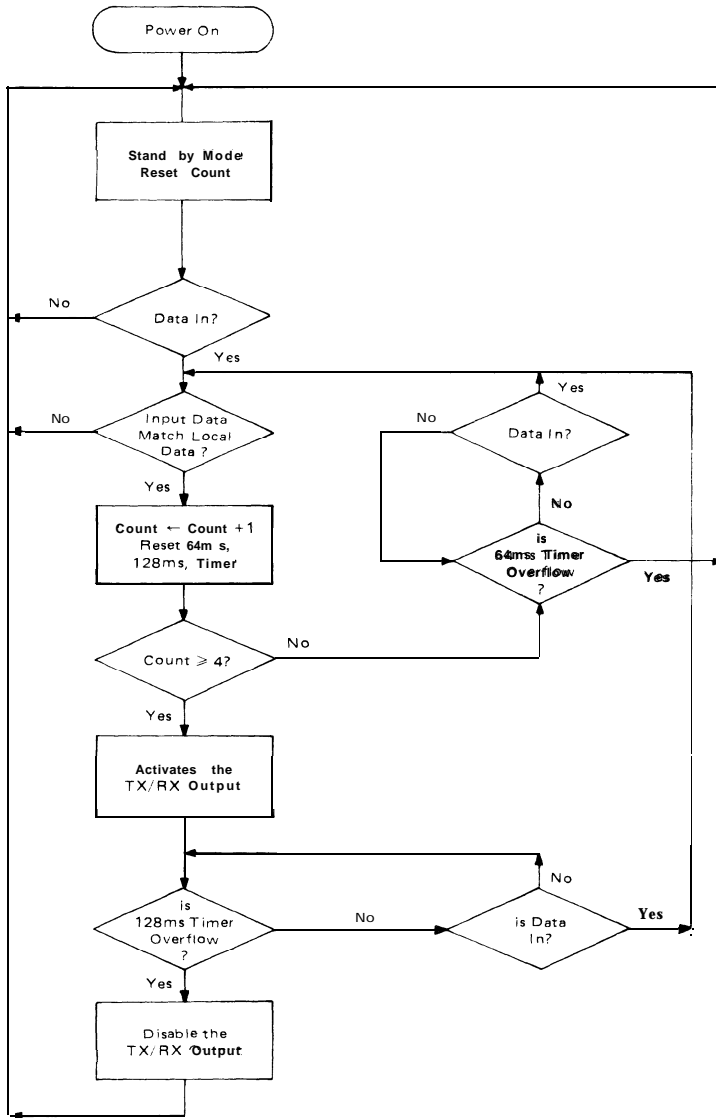 Power On
Stand by Mode
Reset Count
No
Data In?
Yes
No
Input Data
Match Local
Data ?
Yes
Count ← Count +1
Reset 64m s,
128ms, Timer
Count ⩾ 4?
No
Yes
Activates the
TX/RX Output
is
128ms Timer
Overflow
?
No
Yes
Disable the
TX/RX Output
Yes
No
Data In?
No
is
64ms Timer
Overflow
?
Yes
No
is Data
In?
Yes